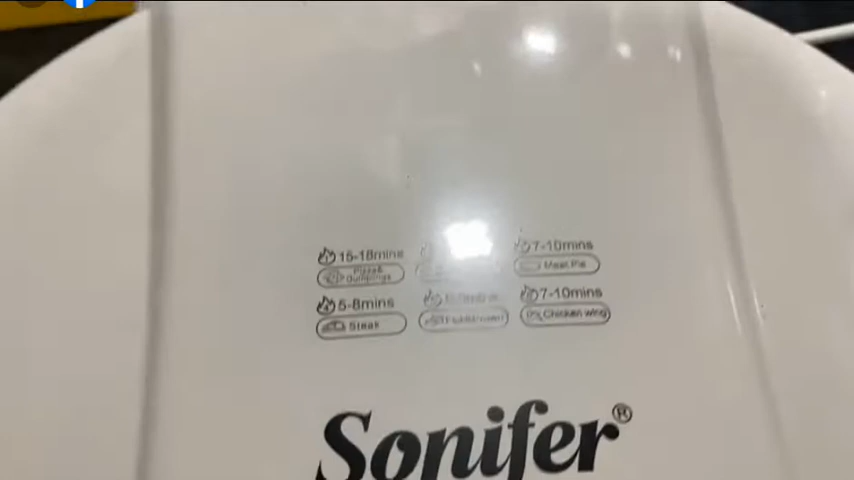 15-18mins
7-10mins
Pizza&
dumplings
Meat Pie
5-8mins
7-10mins
Steak
Chicken wing
Sonifer®